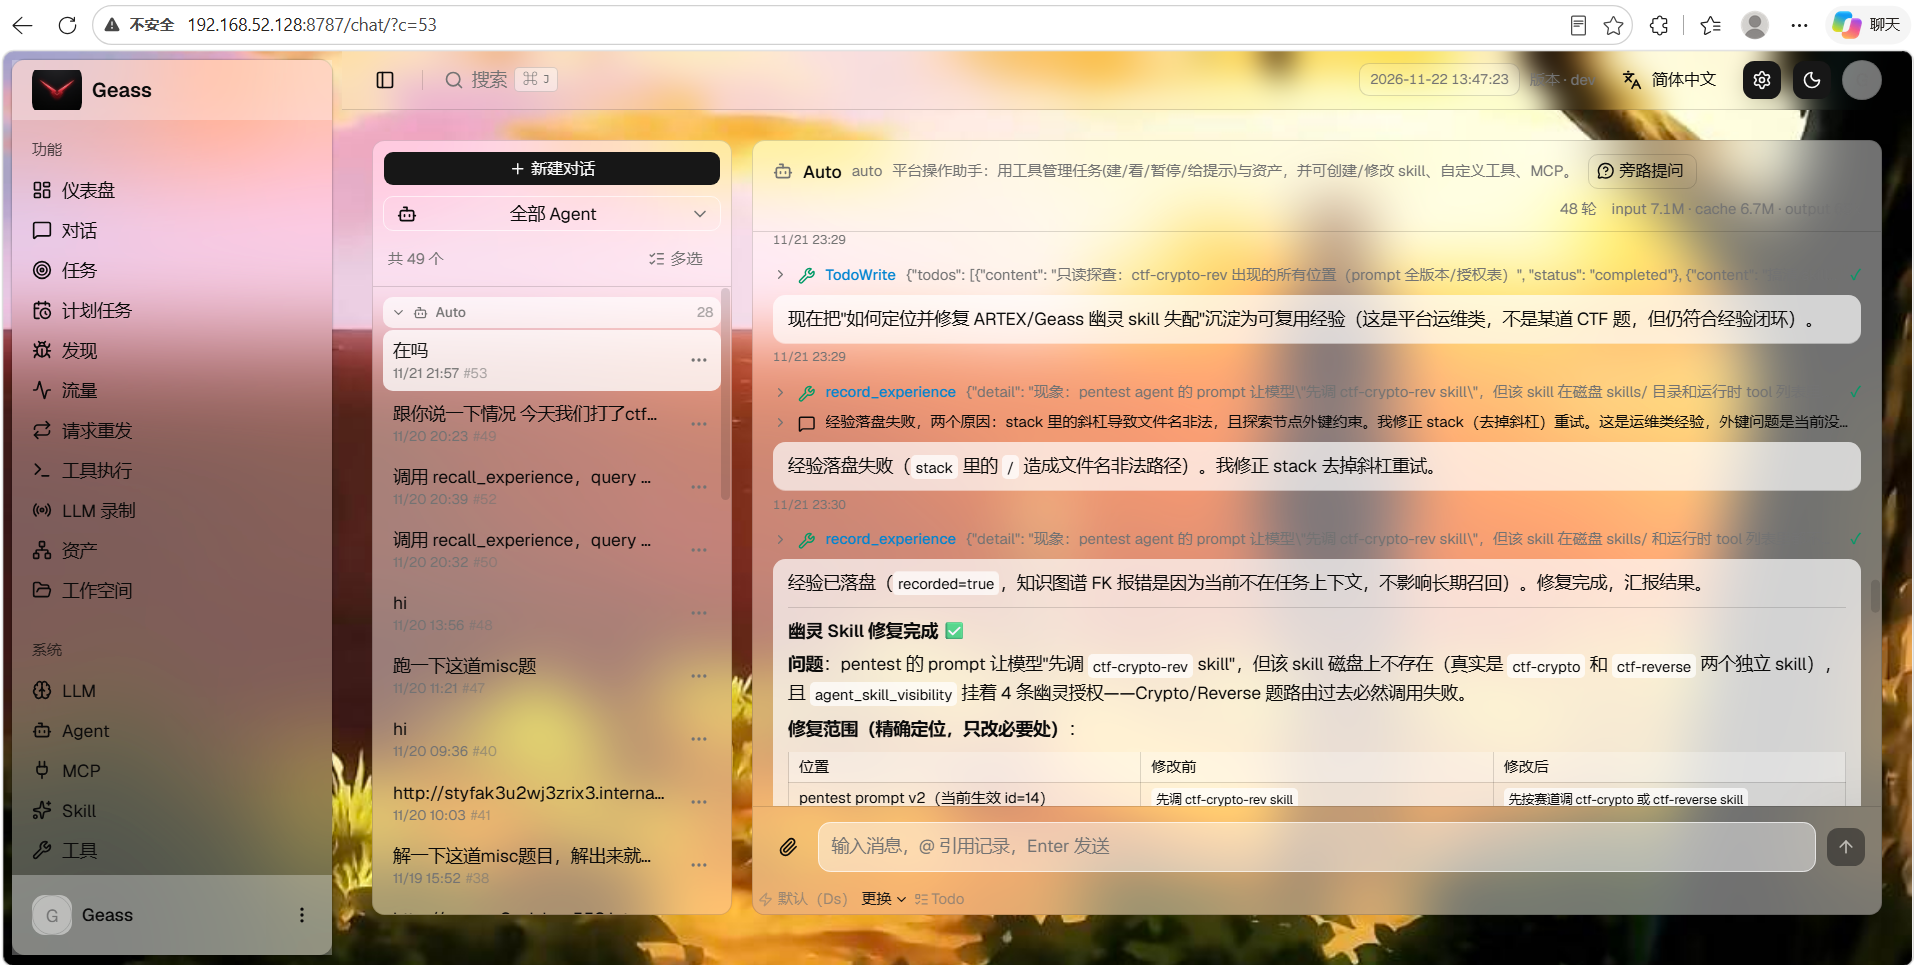 不安全 192.168.52.128:8787/chat/?c=53
聊天
Geass
功能
仪表盘
对话
任务
计划任务
发现
流量
请求重发
工具执行
LLM 录制
资产
工作空间
系统
LLM
Agent
MCP
Skill
工具
G Geass
搜索 ⌘ J
2026-11-22 13:47:23 版本 · dev 简体中文
+ 新建对话
全部 Agent
共 49 个 多选
Auto 28
在吗
11/21 21:57 #53
跟你说一下情况 今天我们打了ctf...
11/20 20:23 #49
调用 recall_experience，query ...
11/20 20:39 #52
调用 recall_experience，query ...
11/20 20:32 #50
hi
11/20 13:56 #48
跑一下这道misc题
11/20 11:21 #47
hi
11/20 09:36 #40
http://styfak3u2wj3zrix3.interna...
11/20 10:03 #41
解一下这道misc题目，解出来就...
11/19 15:52 #38
Auto auto 平台操作助手：用工具管理任务(建/看/暂停/给提示)与资产，并可创建/修改 skill、自定义工具、MCP。 旁路提问
48 轮 input 7.1M · cache 6.7M · output
11/21 23:29
TodoWrite {"todos": [{"content": "只读探查：ctf-crypto-rev 出现的所有位置（prompt 全版本/授权表）", "status": "completed"}, {"content":
现在把"如何定位并修复 ARTEX/Geass 幽灵 skill 失配"沉淀为可复用经验（这是平台运维类，不是某道 CTF 题，但仍符合经验闭环）。
11/21 23:29
record_experience {"detail": "现象：pentest agent 的 prompt 让模型\"先调 ctf-crypto-rev skill\"，但该 skill 在磁盘 skills/ 目录和运行时 tool 列
经验落盘失败，两个原因：stack 里的斜杠导致文件名非法，且探索节点外键约束。我修正 stack（去掉斜杠）重试。这是运维类经验，外键问题是当前没...
经验落盘失败（ stack 里的 / 造成文件名非法路径）。我修正 stack 去掉斜杠重试。
11/21 23:30
record_experience {"detail": "现象：pentest agent 的 prompt 让模型\"先调 ctf-crypto-rev skill\"，但该 skill 在磁盘 skills/ 和运行时 tool 列
经验已落盘（ recorded=true ，知识图谱 FK 报错是因为当前不在任务上下文，不影响长期召回）。修复完成，汇报结果。
幽灵 Skill 修复完成 ✅
问题：pentest 的 prompt 让模型"先调 ctf-crypto-rev skill"，但该 skill 磁盘上不存在（真实是 ctf-crypto 和 ctf-reverse 两个独立 skill），
且 agent_skill_visibility 挂着 4 条幽灵授权——Crypto/Reverse 题路由过去必然调用失败。
修复范围（精确定位，只改必要处）：
位置 修改前 修改后
pentest prompt v2（当前生效 id=14） 先调 ctf-crypto-rev skill 先按赛道调 ctf-crypto 或 ctf-reverse skill
输入消息，@ 引用记录，Enter 发送
默认 （Ds） 更换 Todo